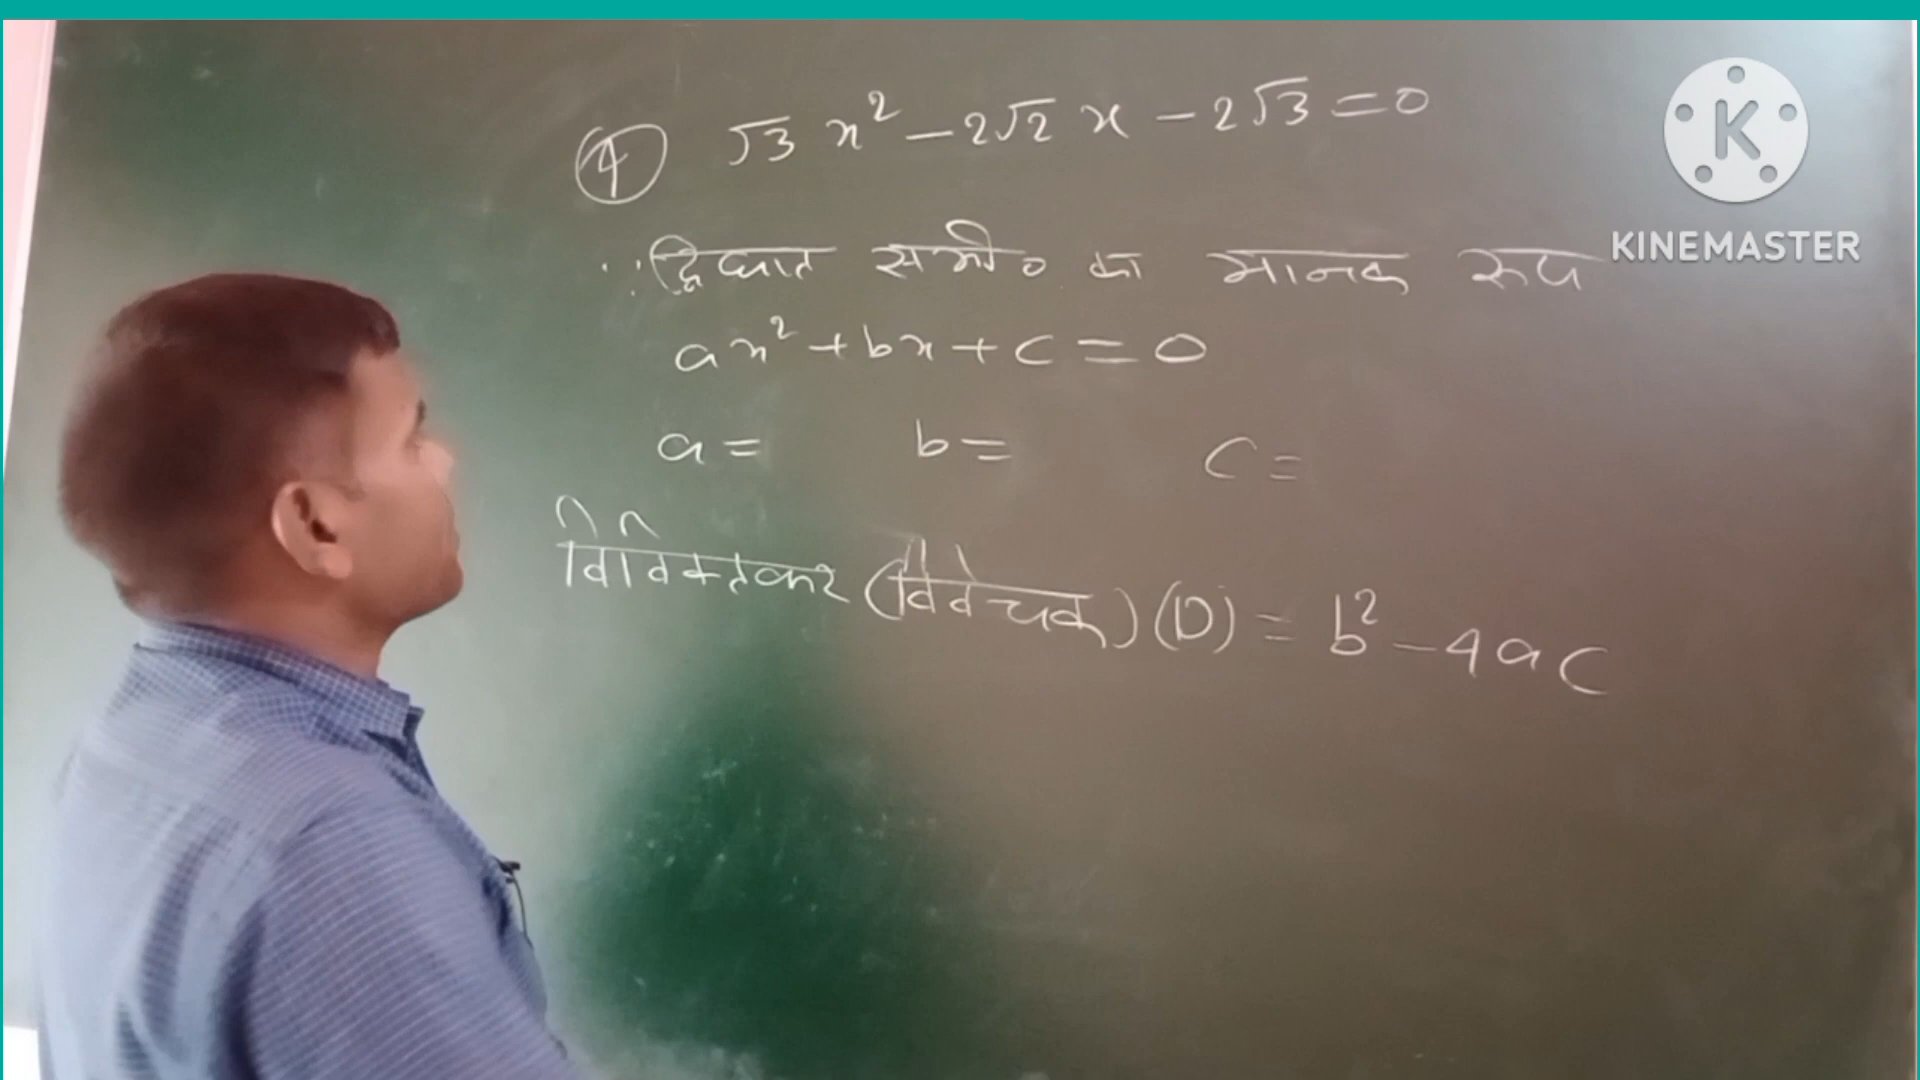 ④ √3 x² - 2√2 x - 2√3 = 0
∵ द्विघात समी० का मानक रूप
ax² + bx + c = 0
a = b = c =
विविक्तकर (विवेचक) (D) = b² - 4ac
K
KINEMASTER